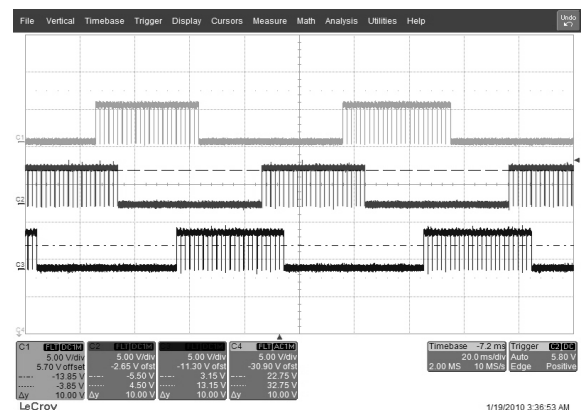 File Vertical Timebase Trigger Display Cursors Measure Math Analysis Utilities Help
Undo
C1
C2
C3
C4
C1 FLT DC1M
5.00 V/div
5.70 V offset
-13.85 V
-3.85 V
Δy 10.00 V
C2 FLT DC1M
5.00 V/div
-2.65 V ofst
-5.50 V
4.50 V
Δy 10.00 V
5.00 V/div
-11.30 V ofst
3.15 V
13.15 V
Δy 10.00 V
C4 FLT AC1M
5.00 V/div
-30.90 V ofst
22.75 V
32.75 V
Δy 10.00 V
Timebase -7.2 ms
20.0 ms/div
2.00 MS 10 MS/s
Trigger C2 DC
Auto 5.80 V
Edge Positive
LeCroy
1/19/2010 3:36:53 AM